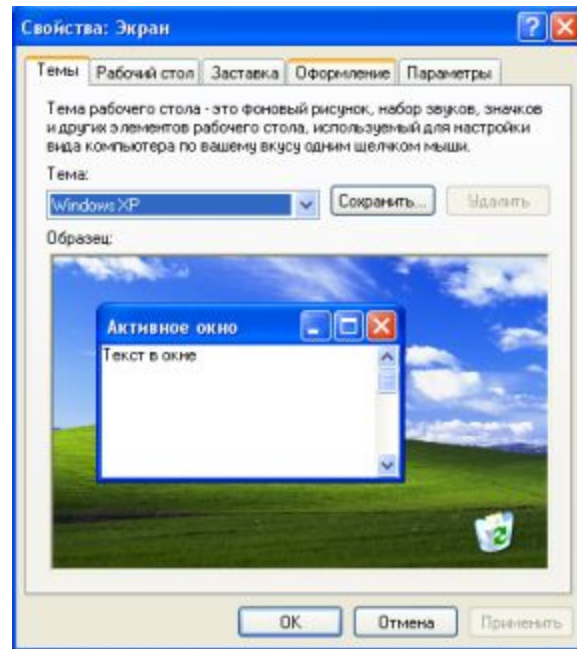 Свойства: Экран
Темы Рабочий стол Заставка Оформление Параметры
Тема рабочего стола - это фоновый рисунок, набор звуков, значков
и других элементов рабочего стола, используемый для настройки
вида компьютера по вашему вкусу одним щелчком мыши.
Тема:
Windows XP Сохранить... Удалить
Образец:
Активное окно
Текст в окне
OK Отмена Применить